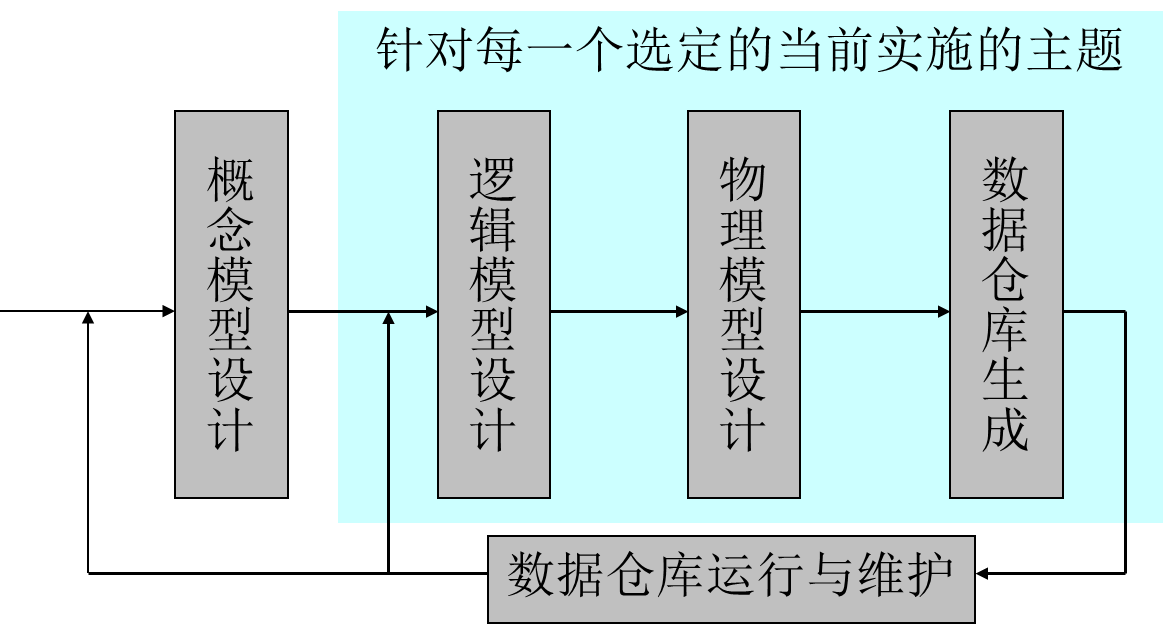 针对每一个选定的当前实施的主题
概念模型设计
逻辑模型设计
物理模型设计
数据仓库生成
数据仓库运行与维护